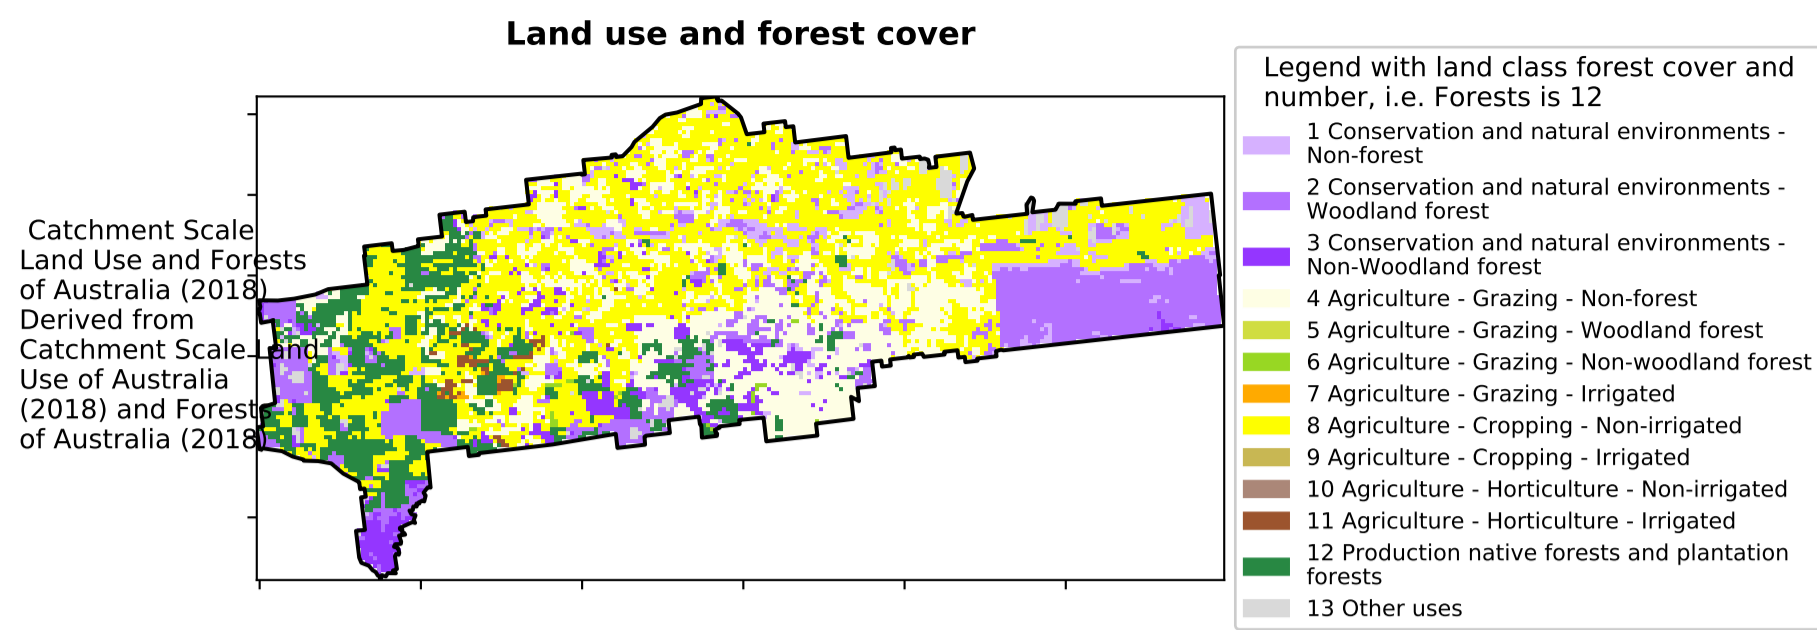 Land use and forest cover
Catchment Scale
Land Use and Forests
of Australia (2018)
Derived from
Catchment Scale Land
Use of Australia
(2018) and Forests
of Australia (2018)
Legend with land class forest cover and
number, i.e. Forests is 12
1 Conservation and natural environments -
Non-forest
2 Conservation and natural environments -
Woodland forest
3 Conservation and natural environments -
Non-Woodland forest
4 Agriculture - Grazing - Non-forest
5 Agriculture - Grazing - Woodland forest
6 Agriculture - Grazing - Non-woodland forest
7 Agriculture - Grazing - Irrigated
8 Agriculture - Cropping - Non-irrigated
9 Agriculture - Cropping - Irrigated
10 Agriculture - Horticulture - Non-irrigated
11 Agriculture - Horticulture - Irrigated
12 Production native forests and plantation
forests
13 Other uses